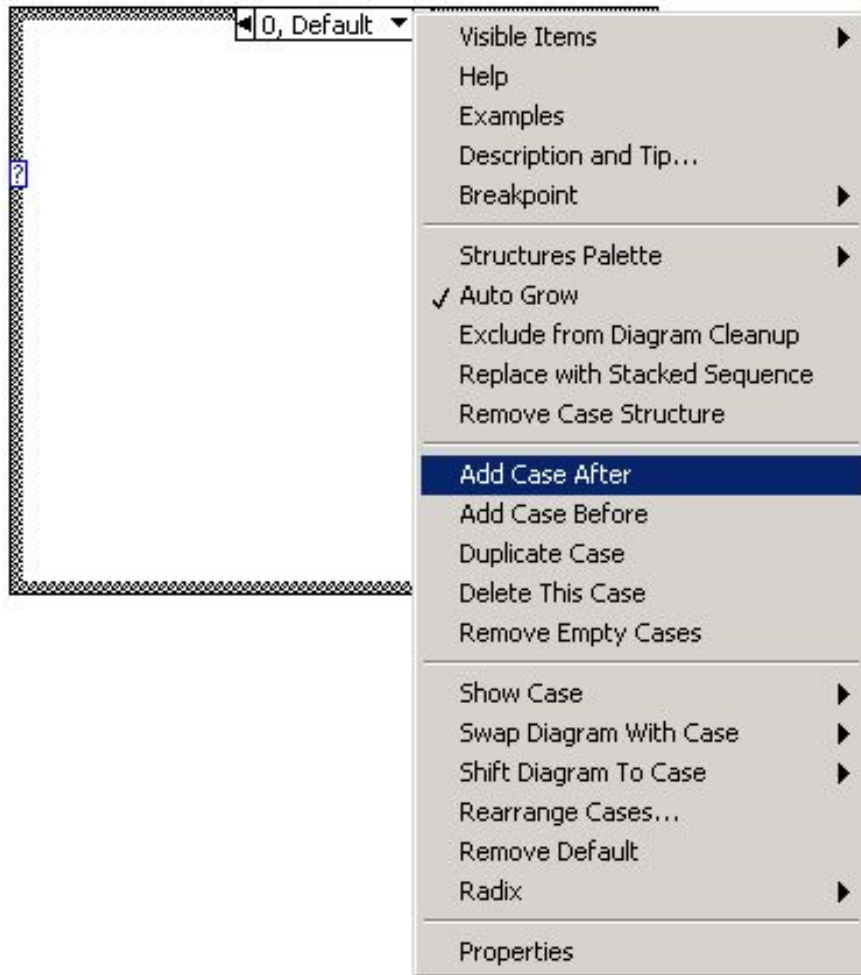 0, Default
?
Visible Items
Help
Examples
Description and Tip...
Breakpoint
Structures Palette
Auto Grow
Exclude from Diagram Cleanup
Replace with Stacked Sequence
Remove Case Structure
Add Case After
Add Case Before
Duplicate Case
Delete This Case
Remove Empty Cases
Show Case
Swap Diagram With Case
Shift Diagram To Case
Rearrange Cases...
Remove Default
Radix
Properties